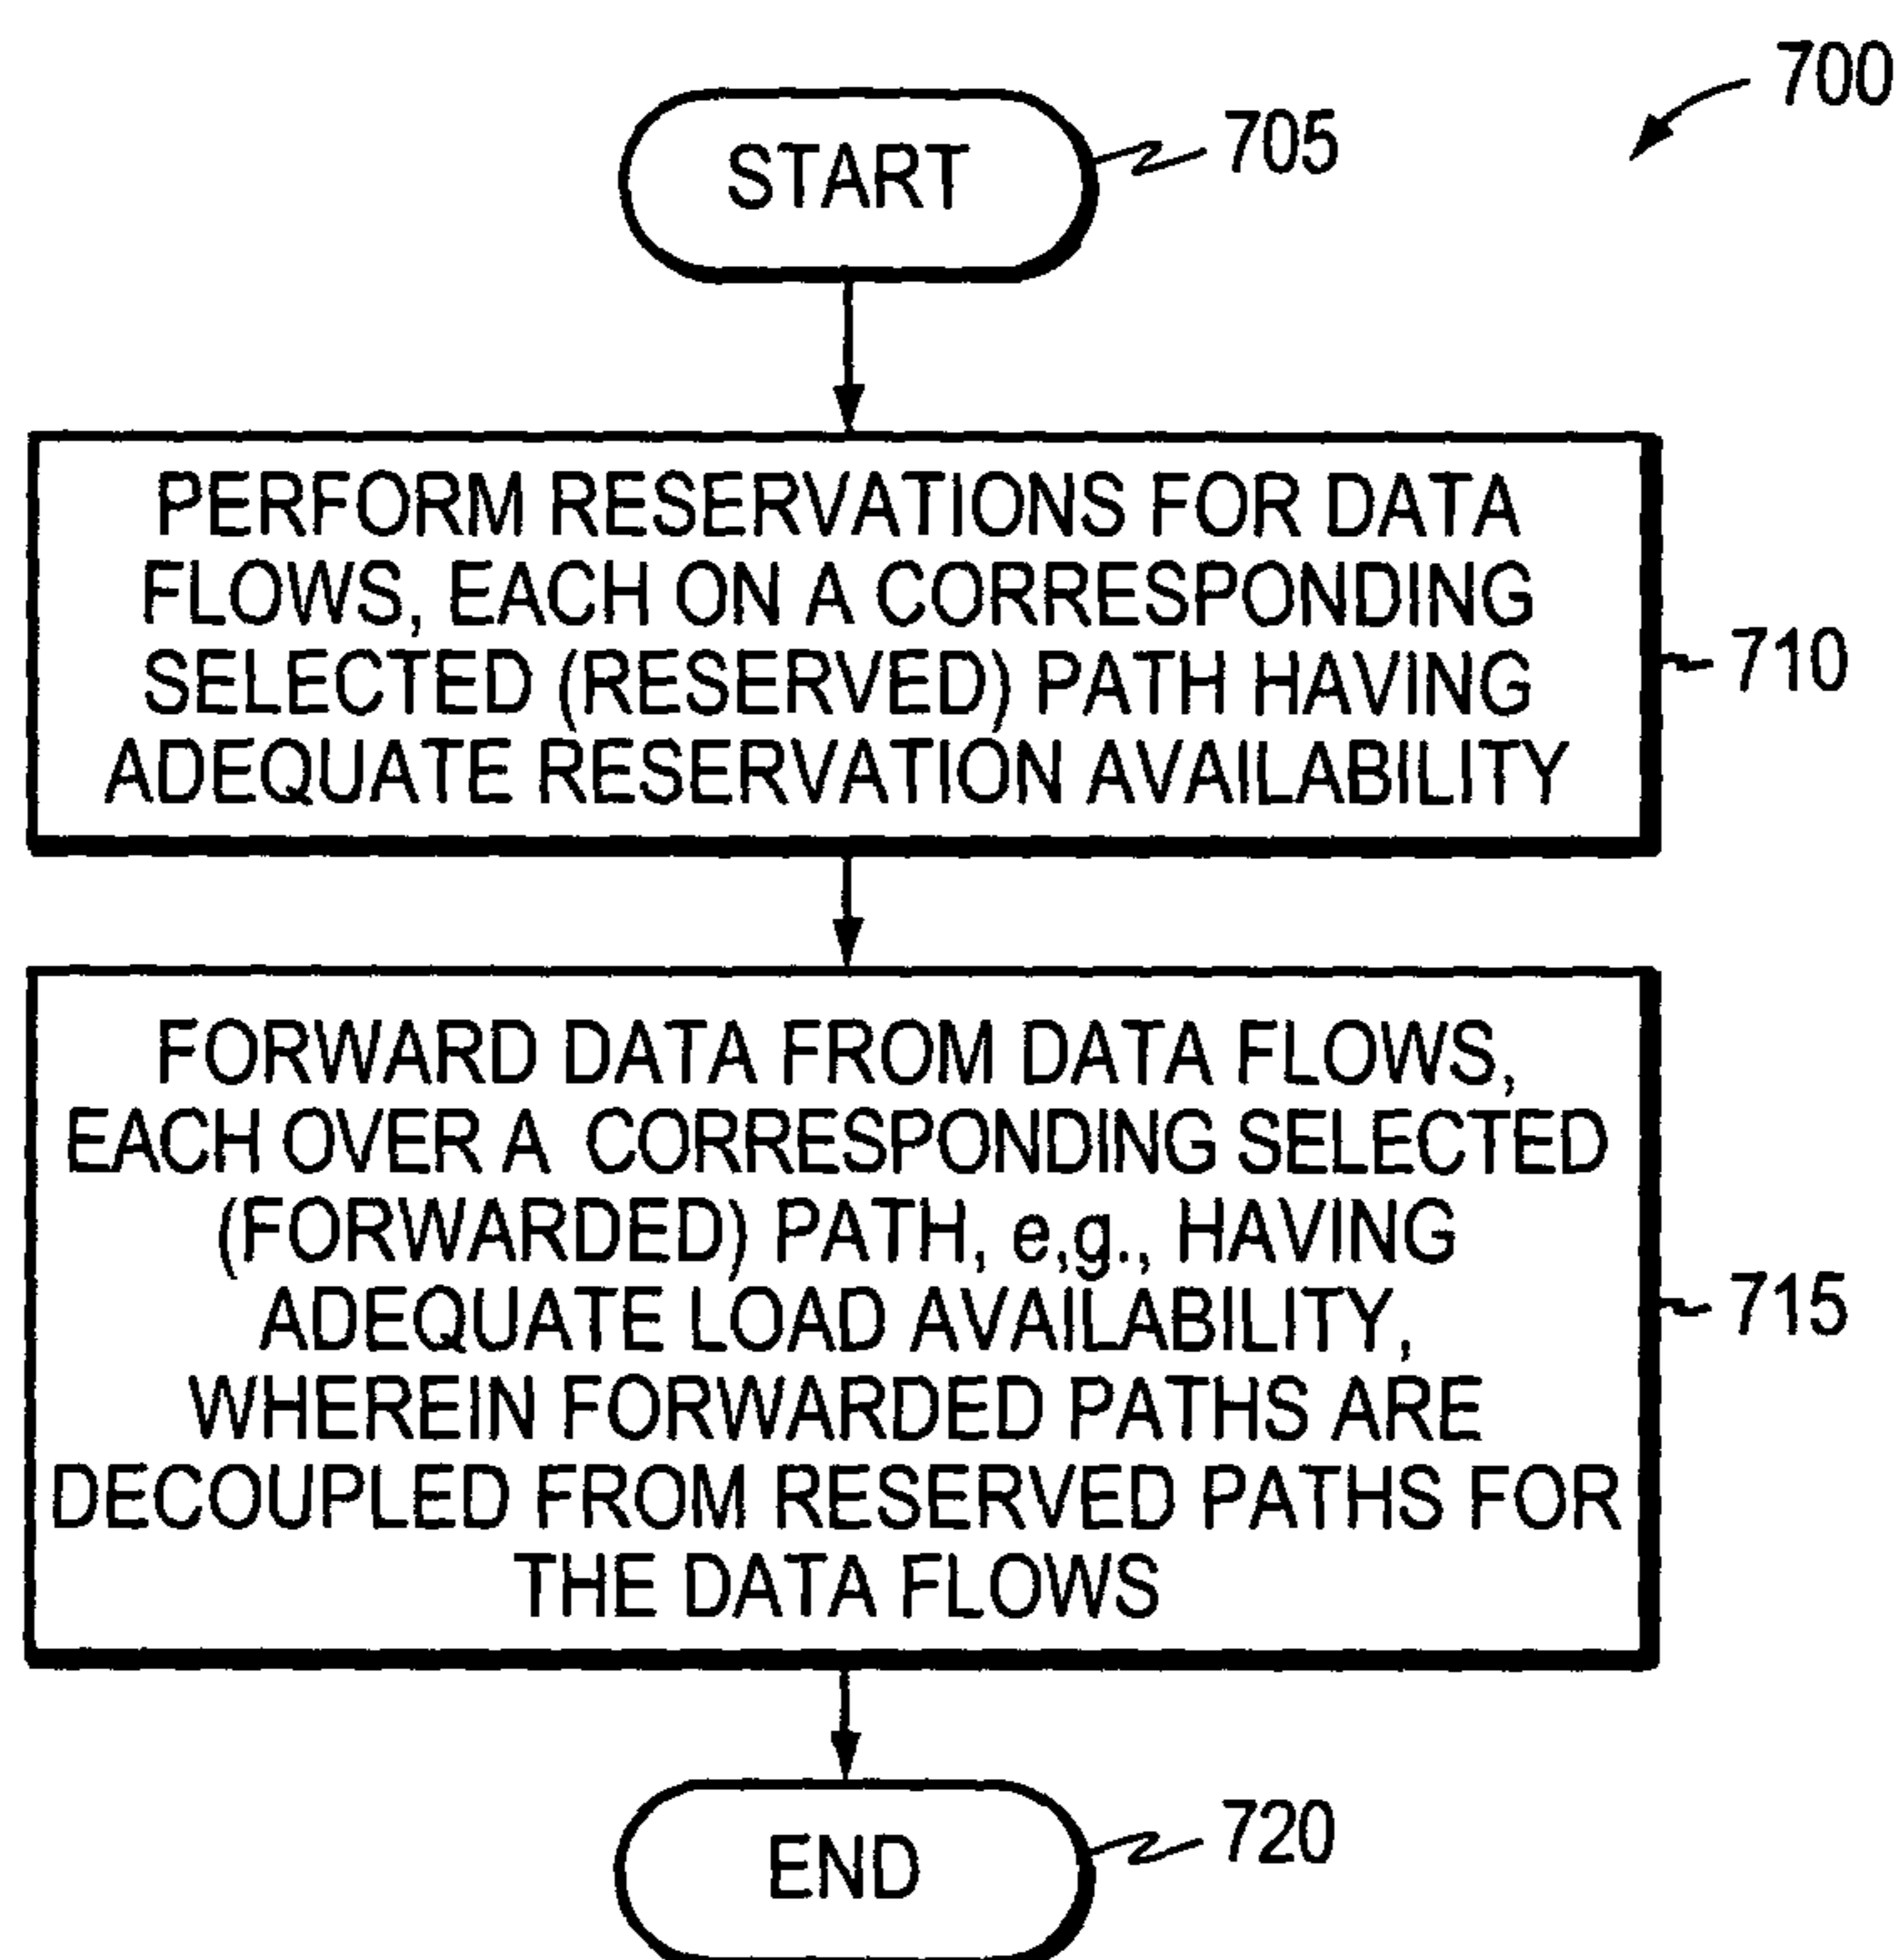 700
START
705
PERFORM RESERVATIONS FOR DATA
FLOWS, EACH ON A CORRESPONDING
SELECTED (RESERVED) PATH HAVING
ADEQUATE RESERVATION AVAILABILITY
710
FORWARD DATA FROM DATA FLOWS,
EACH OVER A CORRESPONDING SELECTED
(FORWARDED) PATH, e,g., HAVING
ADEQUATE LOAD AVAILABILITY,
WHEREIN FORWARDED PATHS ARE
DECOUPLED FROM RESERVED PATHS FOR
THE DATA FLOWS
715
END
720